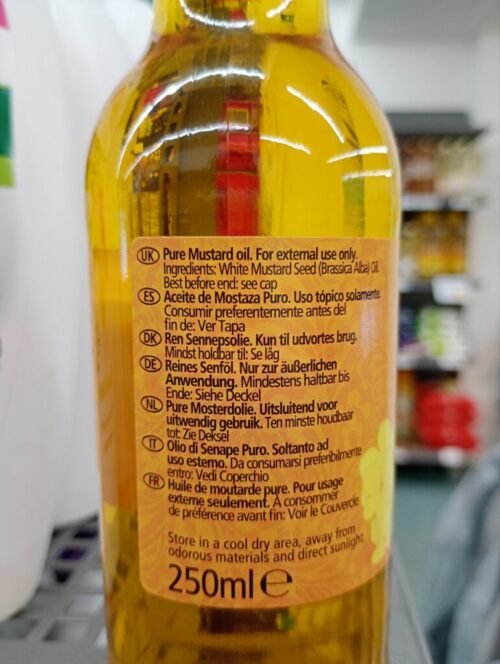 UK Pure Mustard oil. For external use only.
Ingredients: White Mustard Seed (Brassica Alba) Oil
Best before end: see cap
ES Aceite de Mostaza Puro. Uso tópico solamente.
Consumir preferentemente antes del
fin de: Ver Tapa
DK Ren Sennepsolie. Kun til udvortes brug.
Mindst holdbar til: Se låg
DE Reines Senföl. Nur zur äußerlichen
Anwendung. Mindestens haltbar bis
Ende: Siehe Deckel
NL Pure Mosterdolie. Uitsluitend voor
uitwendig gebruik. Ten minste houdbaar
tot: Zie Deksel
IT Olio di Senape Puro. Soltanto ad
uso esterno. Da consumarsi preferibilmente
entro: Vedi Coperchio
FR Huile de moutarde pure. Pour usage
externe seulement. À consommer
de préférence avant fin: Voir le Couvercle
Store in a cool dry area, away from
odorous materials and direct sunlight.
250ml e